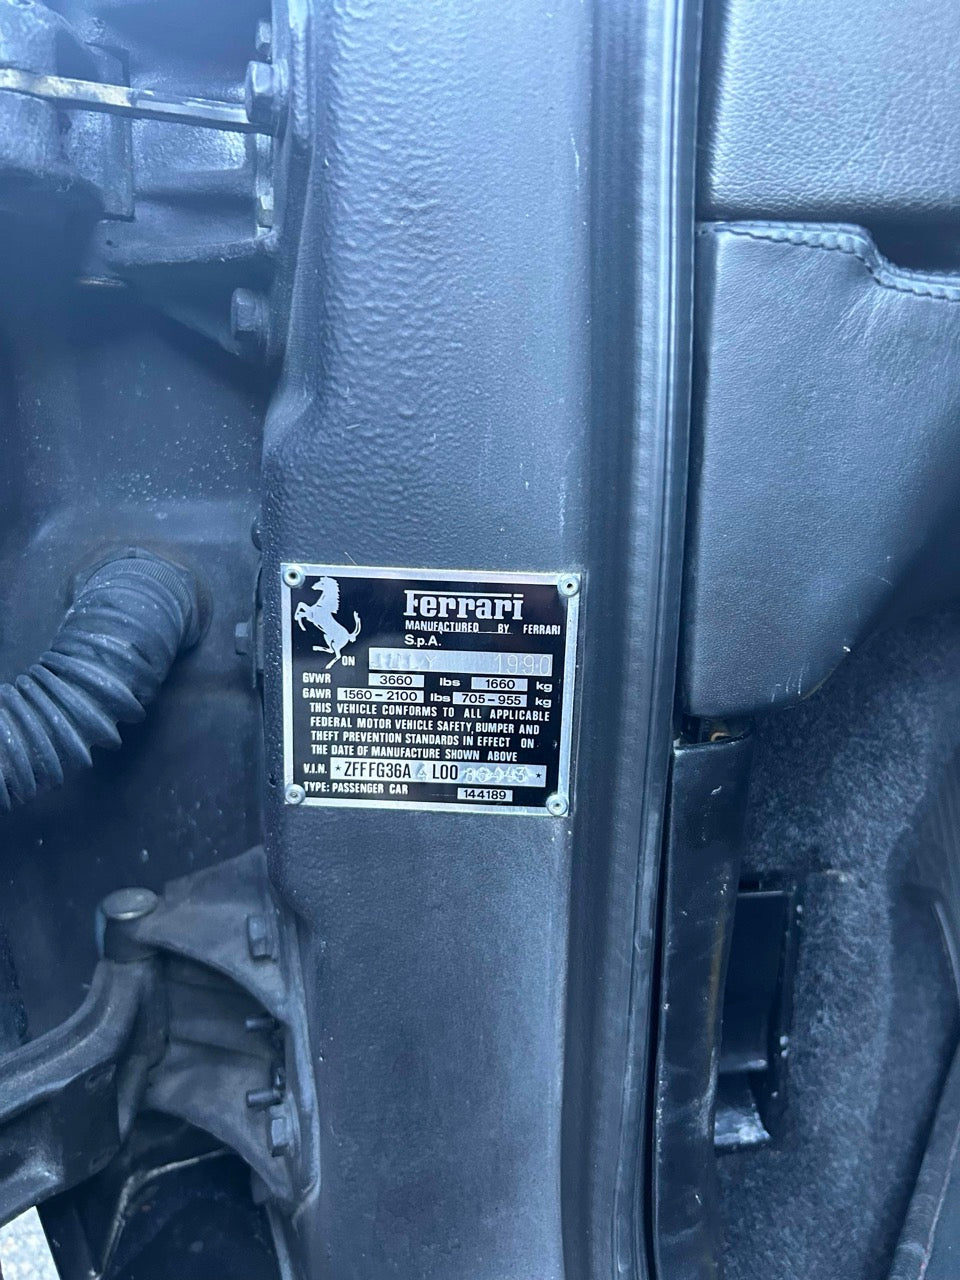 Ferrari
MANUFACTURED BY FERRARI
S.p.A.
ON JULY 1990
GVWR 3660 lbs 1660 kg
GAWR 1560-2100 lbs 705-955 kg
THIS VEHICLE CONFORMS TO ALL APPLICABLE
FEDERAL MOTOR VEHICLE SAFETY, BUMPER AND
THEFT PREVENTION STANDARDS IN EFFECT ON
THE DATE OF MANUFACTURE SHOWN ABOVE
V.I.N. *ZFFFG36A L00
TYPE: PASSENGER CAR 144189